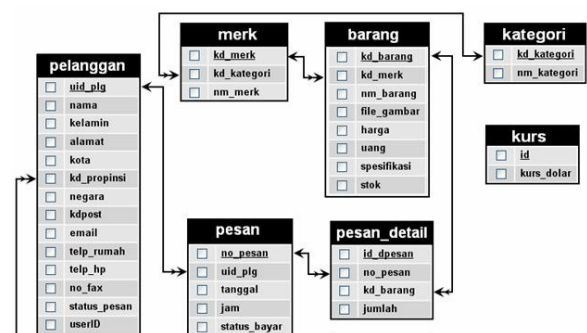 merk
kd_merk
kd_kategori
nm_merk
barang
kd_barang
kd_merk
nm_barang
file_gambar
harga
uang
spesifikasi
stok
kategori
kd_kategori
nm_kategori
pelanggan
uid_plg
nama
kelamin
alamat
kota
kd_propinsi
negara
kdpost
email
telp_rumah
telp_hp
no_fax
status_pesan
userID
kurs
id
kurs_dolar
pesan
no_pesan
uid_plg
tanggal
jam
status_bayar
pesan_detail
id_dpesan
no_pesan
kd_barang
jumlah